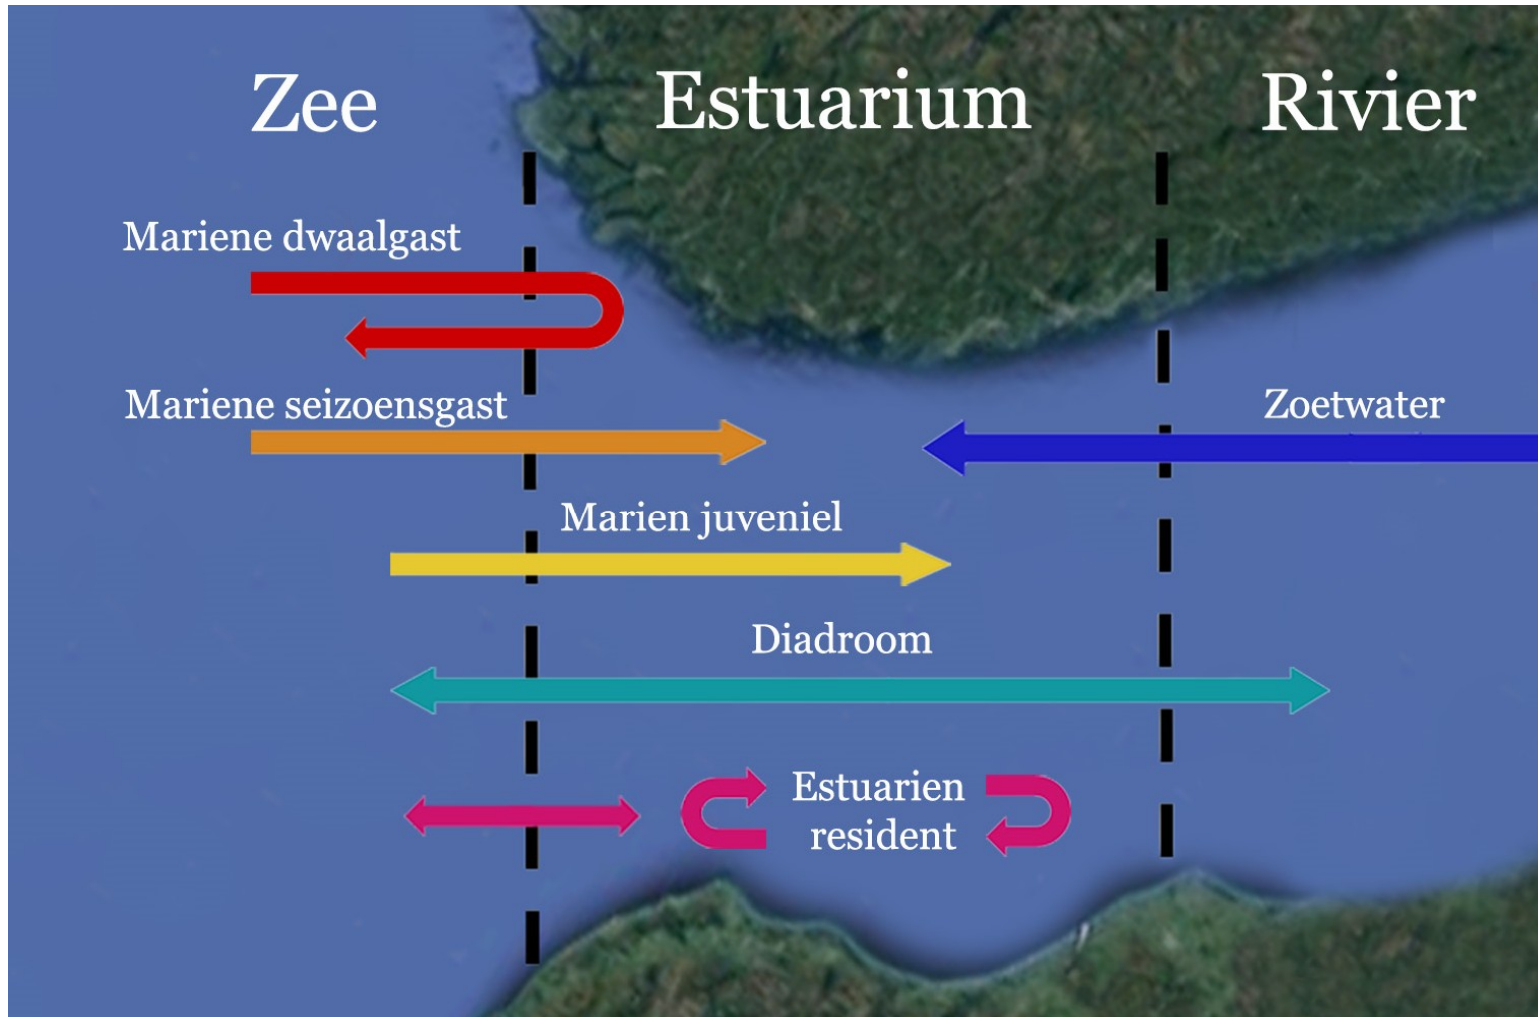 Zee
Estuarium
Rivier
Mariene dwaalgast
Mariene seizoensgast
Zoetwater
Marien juveniel
Diadroom
Estuarien
resident